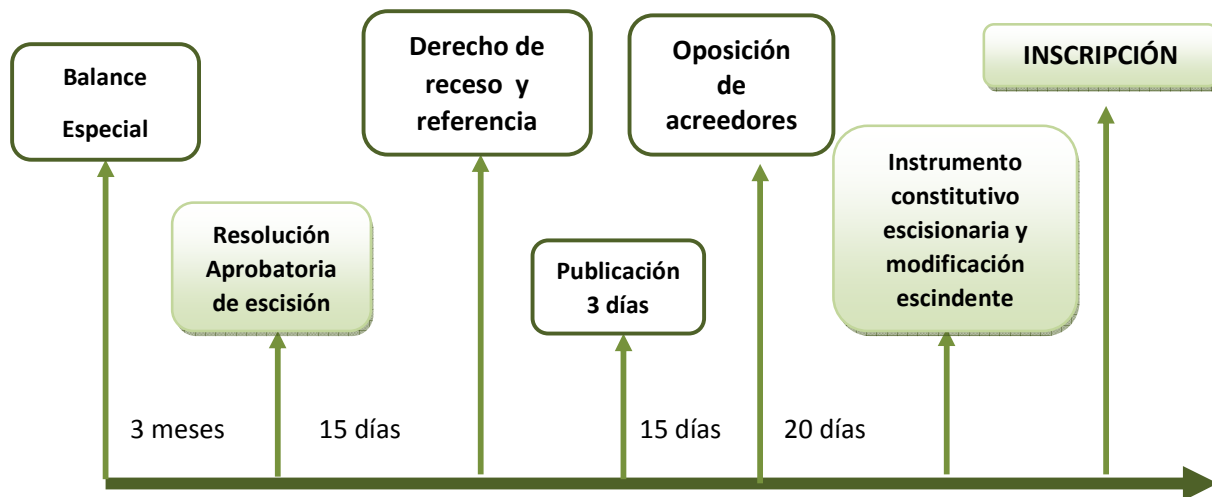 Balance
Especial
Resolución
Aprobatoria
de escisión
Derecho de
receso y
referencia
Publicación
3 días
Oposición
de
acreedores
Instrumento
constitutivo
escisionaria y
modificación
escindente
INSCRIPCIÓN
3 meses
15 días
15 días
20 días